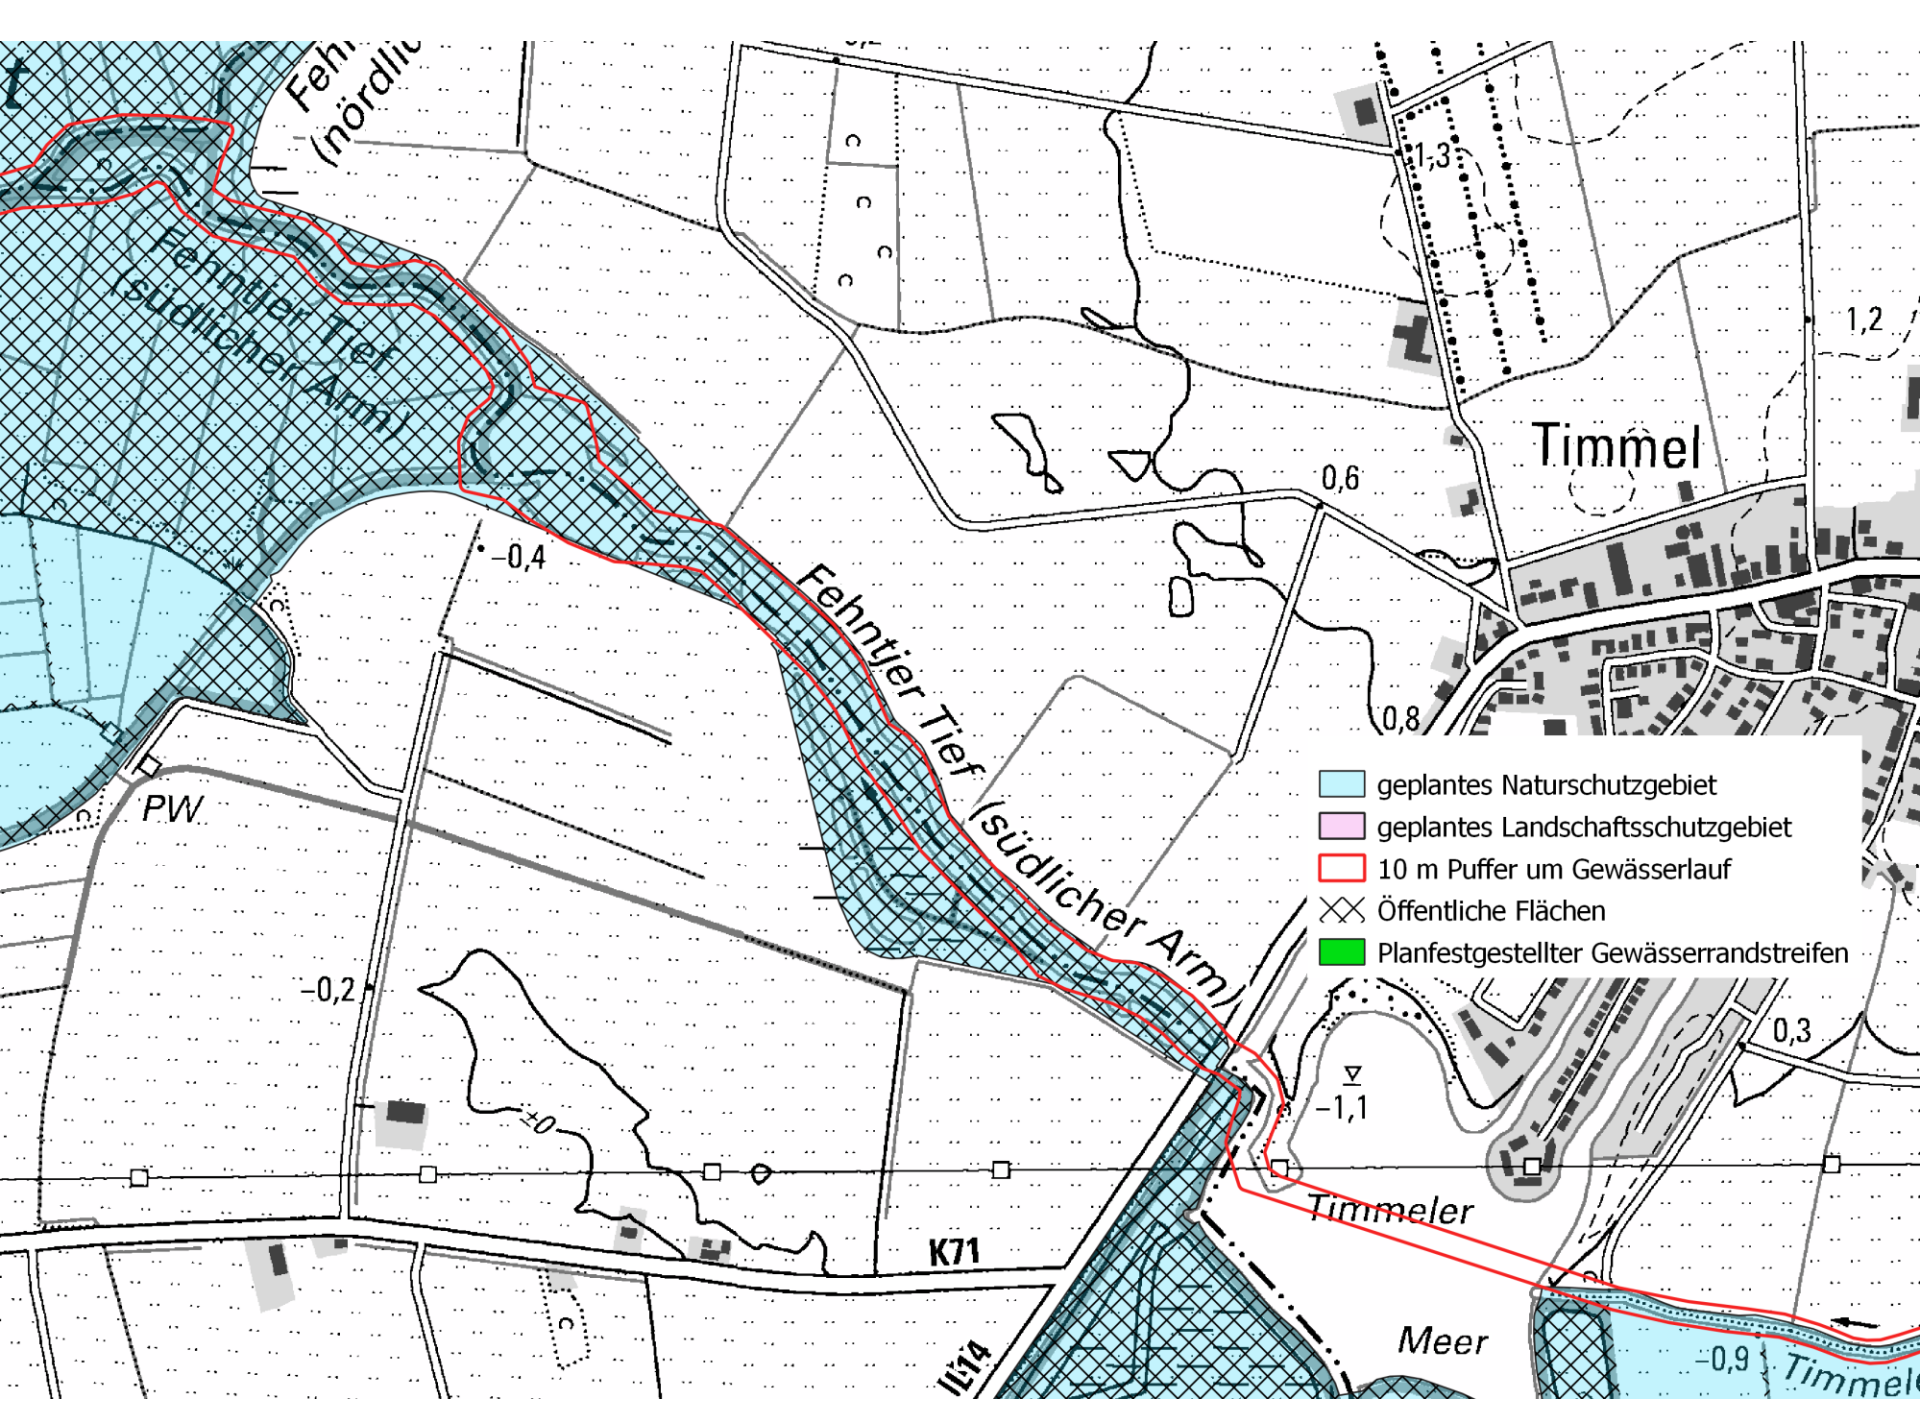 t
(nördlic
1,3
1,2
Fehntjer Tief
(südlicher Arm)
Timmel
0,6
-0,4
Fehntjer Tief (südlicher Arm)
0,8
PW
geplantes Naturschutzgebiet
geplantes Landschaftsschutzgebiet
10 m Puffer um Gewässerlauf
Öffentliche Flächen
Planfestgestellter Gewässerrandstreifen
-0,2
0,3
-1,1
±0
Timmeler
K71
Meer
L14
-0,9
Timmele